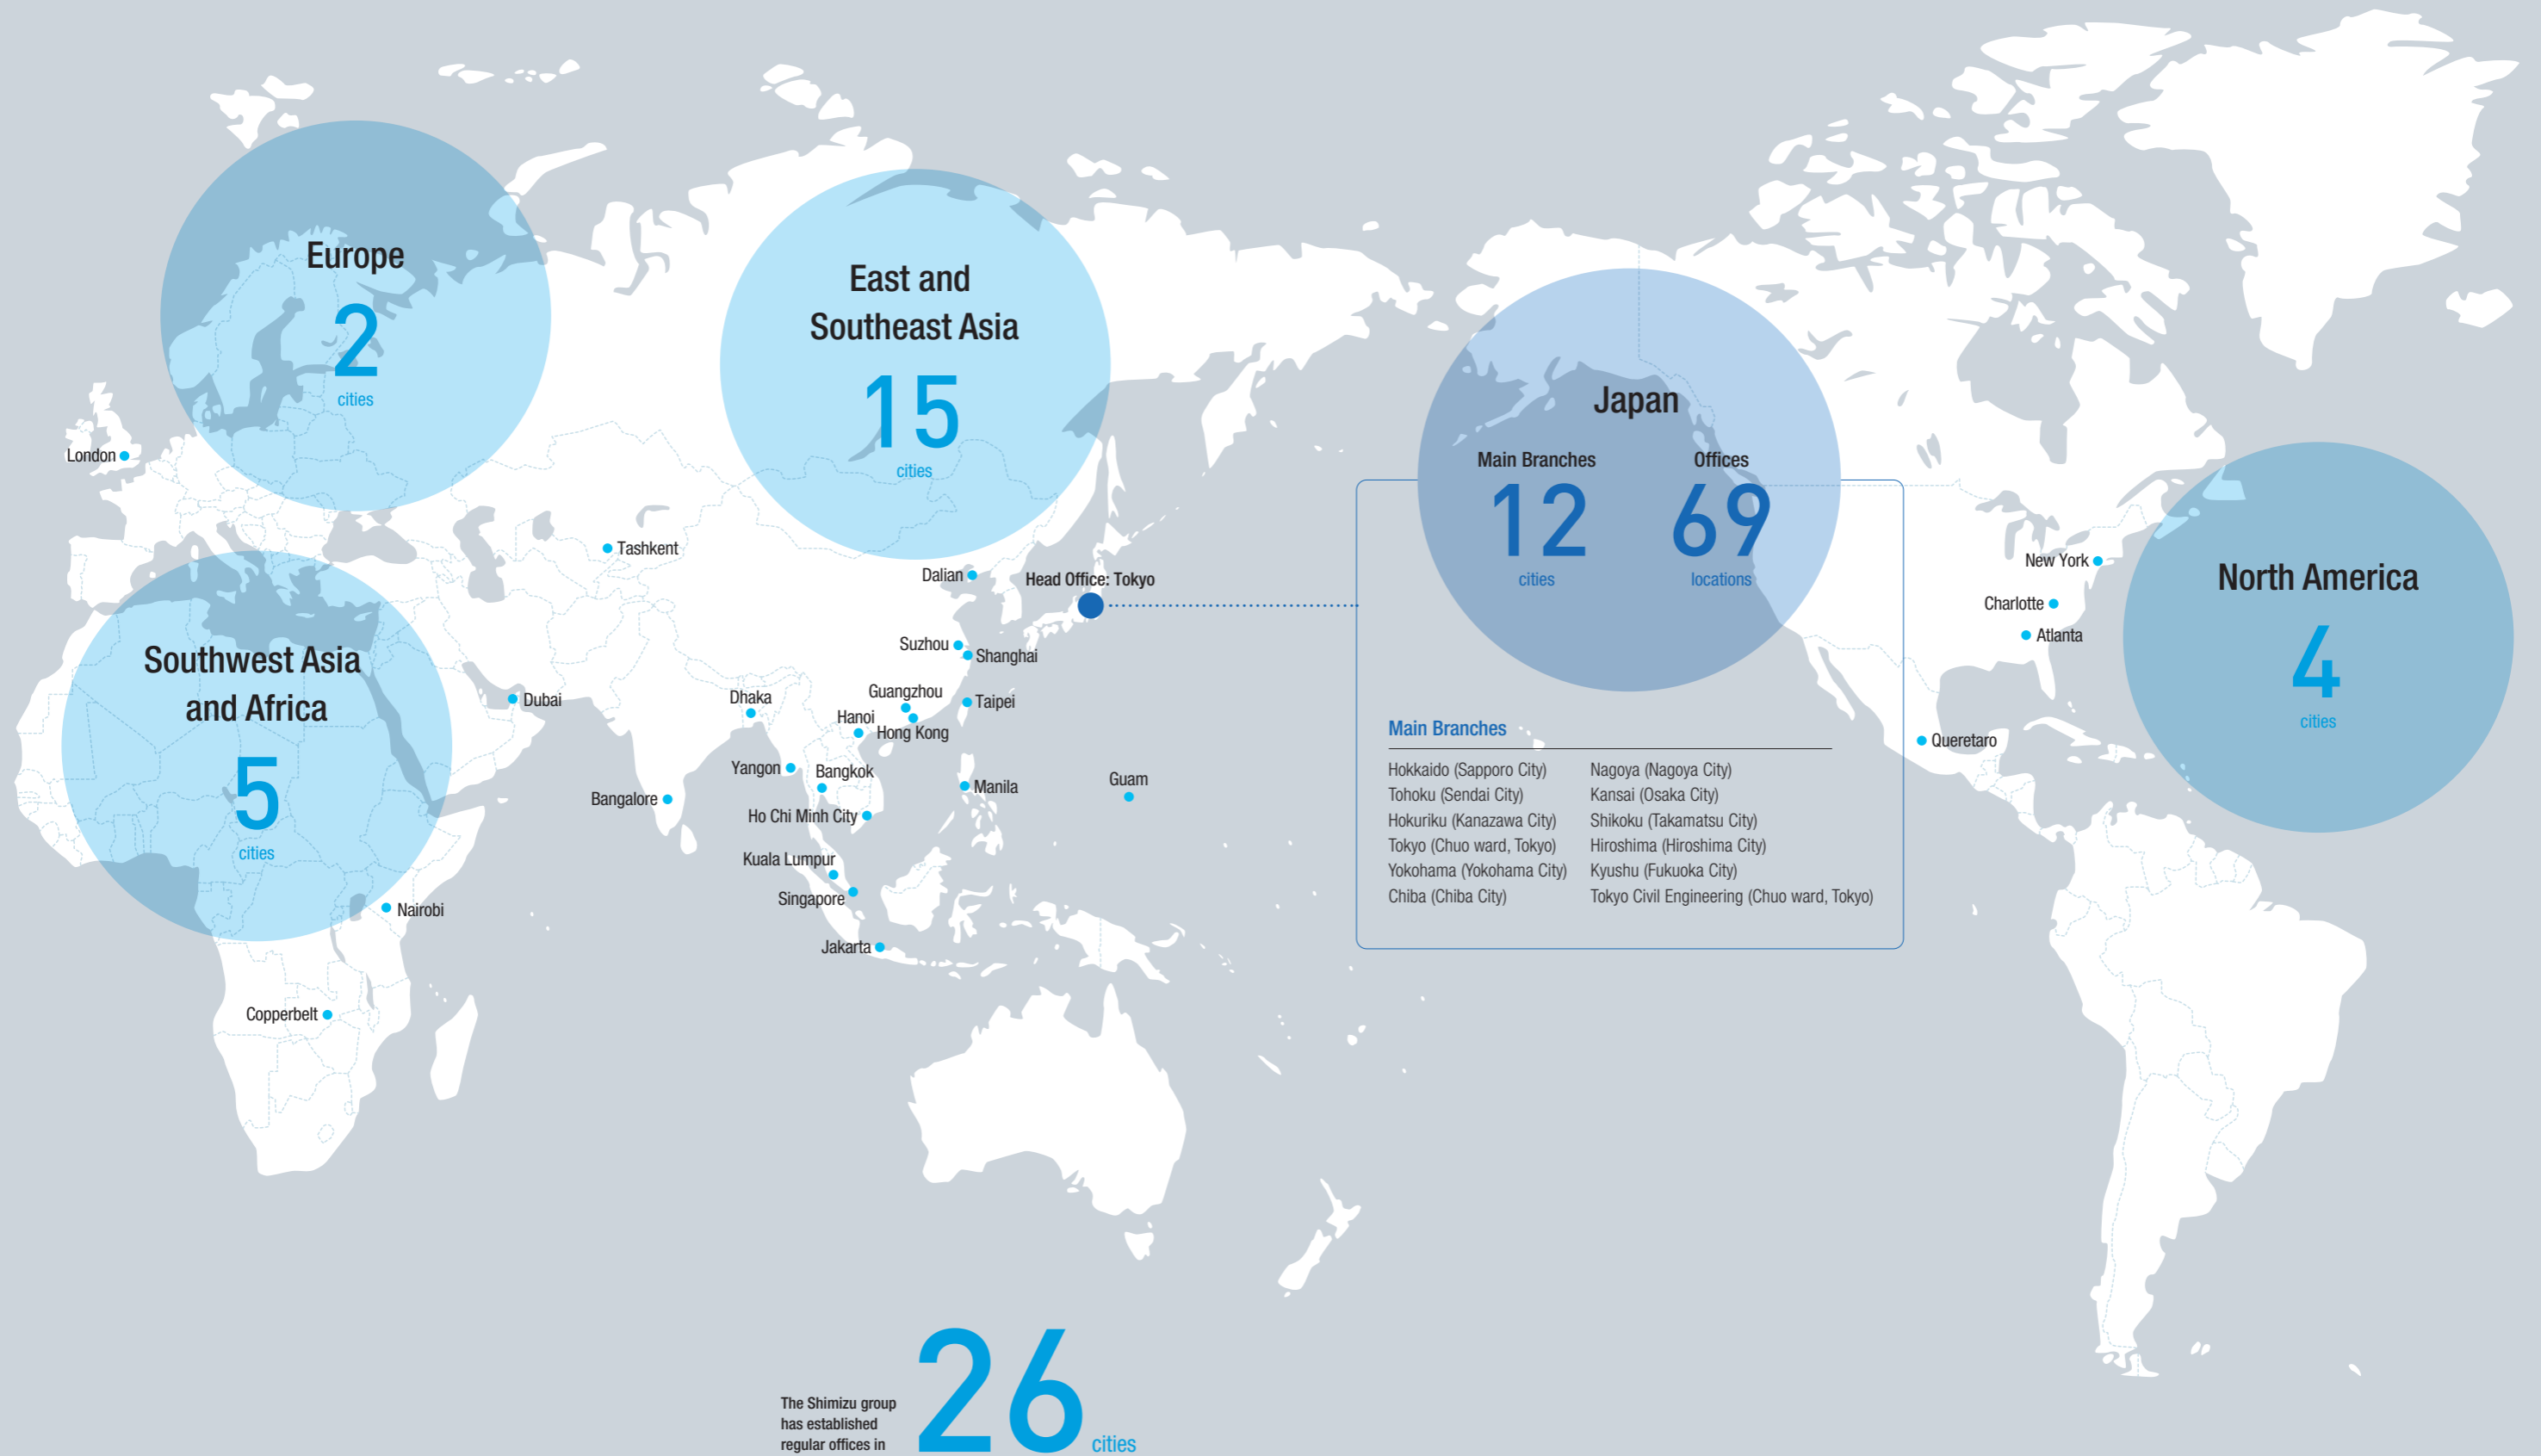 Europe
2
cities
East and
Southeast Asia
15
cities
Japan
Main Branches
12
cities
Offices
69
locations
North America
4
cities
Southwest Asia
and Africa
5
cities
London
Tashkent
Dubai
Nairobi
Copperbelt
Bangalore
Dhaka
Yangon
Bangkok
Hanoi
Ho Chi Minh City
Kuala Lumpur
Singapore
Jakarta
Dalian
Suzhou
Shanghai
Guangzhou
Hong Kong
Taipei
Manila
Guam
Head Office: Tokyo
New York
Charlotte
Atlanta
Queretaro
Main Branches
Hokkaido (Sapporo City)
Tohoku (Sendai City)
Hokuriku (Kanazawa City)
Tokyo (Chuo ward, Tokyo)
Yokohama (Yokohama City)
Chiba (Chiba City)
Nagoya (Nagoya City)
Kansai (Osaka City)
Shikoku (Takamatsu City)
Hiroshima (Hiroshima City)
Kyushu (Fukuoka City)
Tokyo Civil Engineering (Chuo ward, Tokyo)
The Shimizu group
has established
regular offices in
26
cities